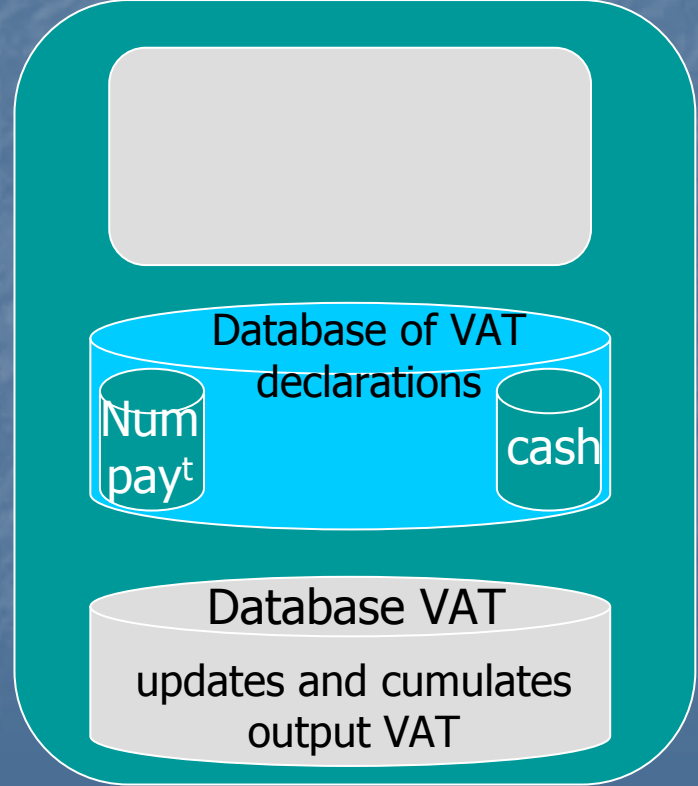 Database of VAT
declarations
Num
payᵗ
cash
Database VAT
updates and cumulates
output VAT